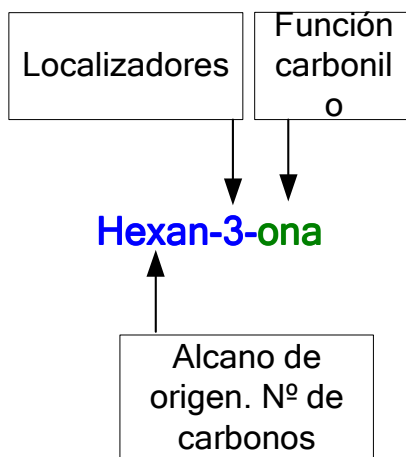 Localizadores
Función
carbonil
o
Hexan-3-ona
Alcano de
origen. Nº de
carbonos